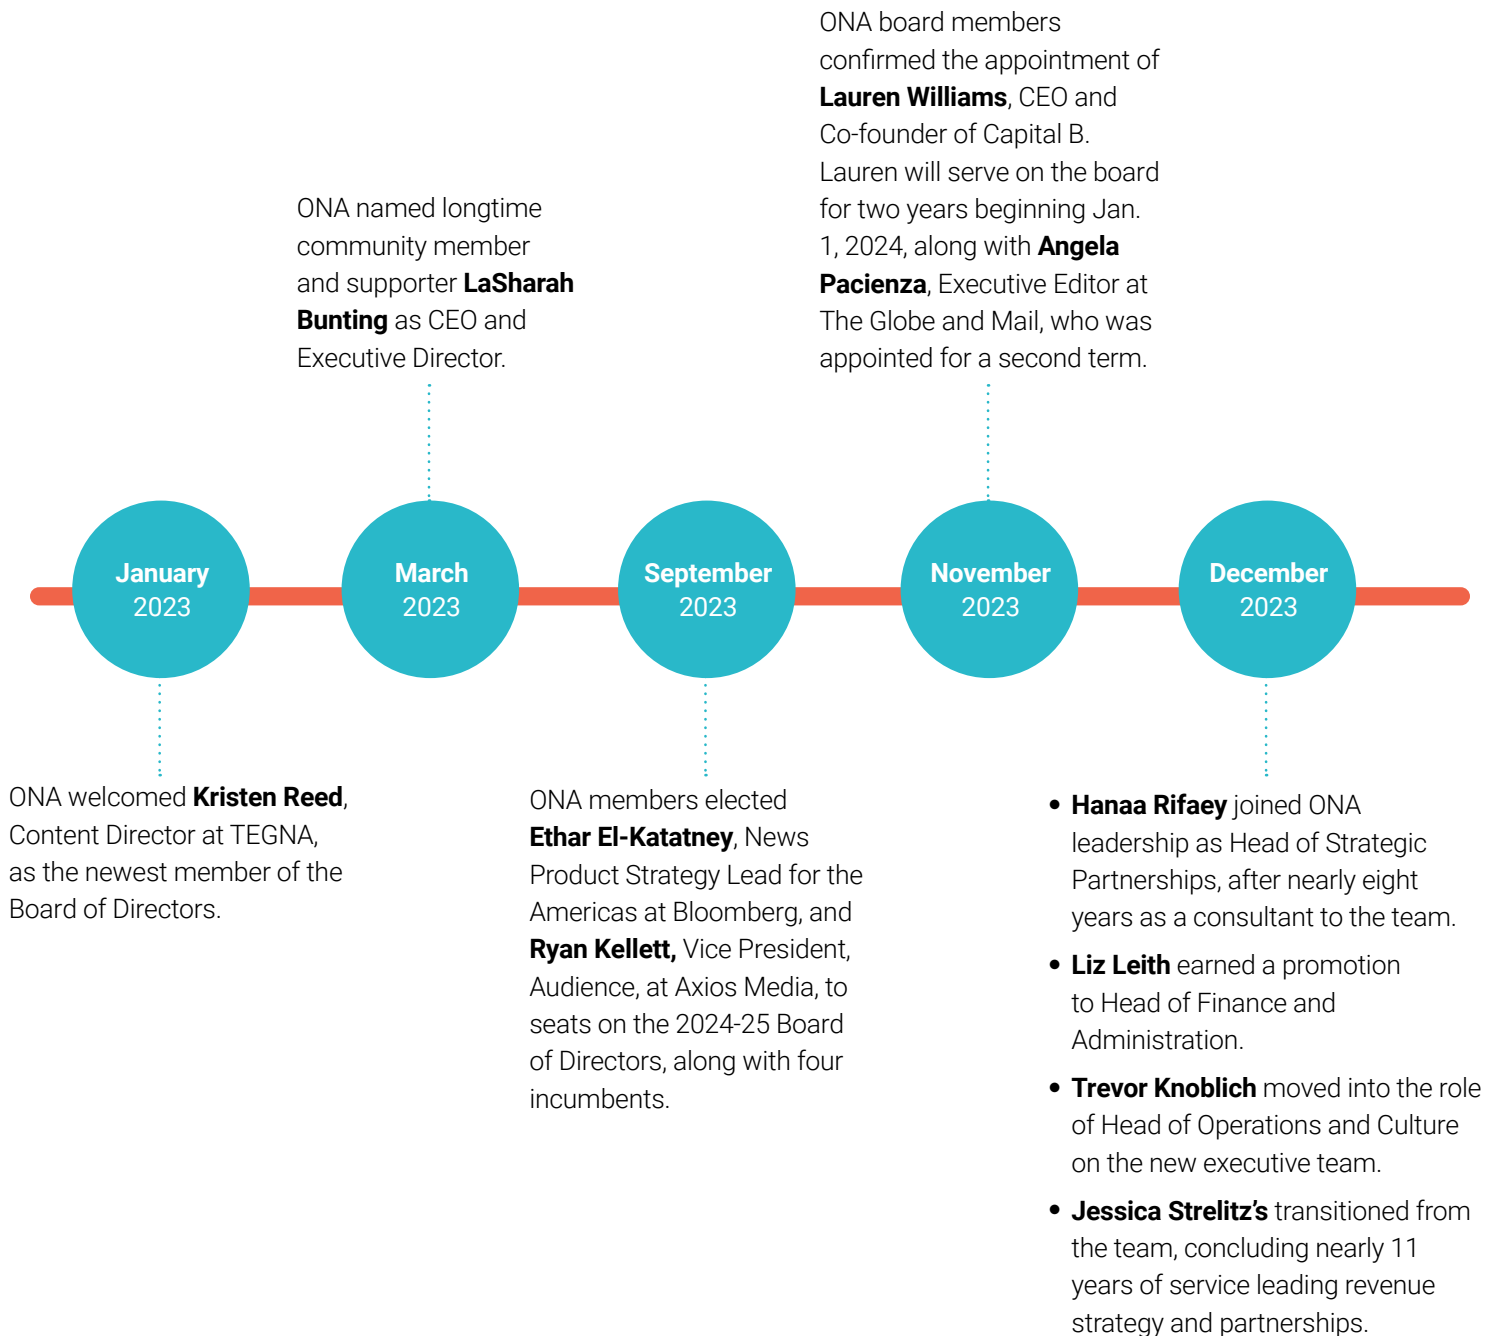 ONA board members
confirmed the appointment of
Lauren Williams, CEO and
Co-founder of Capital B.
Lauren will serve on the board
for two years beginning Jan.
1, 2024, along with Angela
Pacienza, Executive Editor at
The Globe and Mail, who was
appointed for a second term.
ONA named longtime
community member
and supporter LaSharah
Bunting as CEO and
Executive Director.
January
2023
March
2023
September
2023
November
2023
December
2023
ONA welcomed Kristen Reed,
Content Director at TEGNA,
as the newest member of the
Board of Directors.
ONA members elected
Ethar El-Katatney, News
Product Strategy Lead for the
Americas at Bloomberg, and
Ryan Kellett, Vice President,
Audience, at Axios Media, to
seats on the 2024-25 Board
of Directors, along with four
incumbents.
• Hanaa Rifaey joined ONA
leadership as Head of Strategic
Partnerships, after nearly eight
years as a consultant to the team.
• Liz Leith earned a promotion
to Head of Finance and
Administration.
• Trevor Knoblich moved into the role
of Head of Operations and Culture
on the new executive team.
• Jessica Strelitz’s transitioned from
the team, concluding nearly 11
years of service leading revenue
strategy and partnerships.